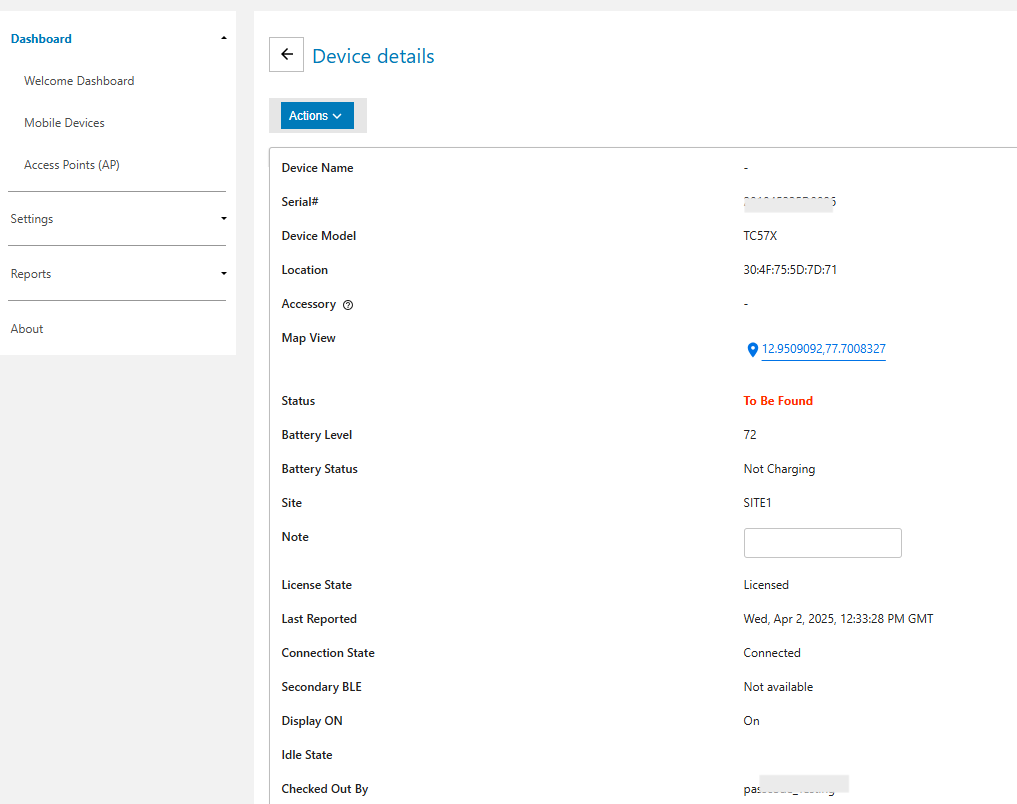 Dashboard
Welcome Dashboard
Mobile Devices
Access Points (AP)
Settings
Reports
About
Device details
Actions
Device Name -
Serial#
Device Model TC57X
Location 30:4F:75:5D:7D:71
Accessory -
Map View 12.9509092,77.7008327
Status To Be Found
Battery Level 72
Battery Status Not Charging
Site SITE1
Note
License State Licensed
Last Reported Wed, Apr 2, 2025, 12:33:28 PM GMT
Connection State Connected
Secondary BLE Not available
Display ON On
Idle State
Checked Out By